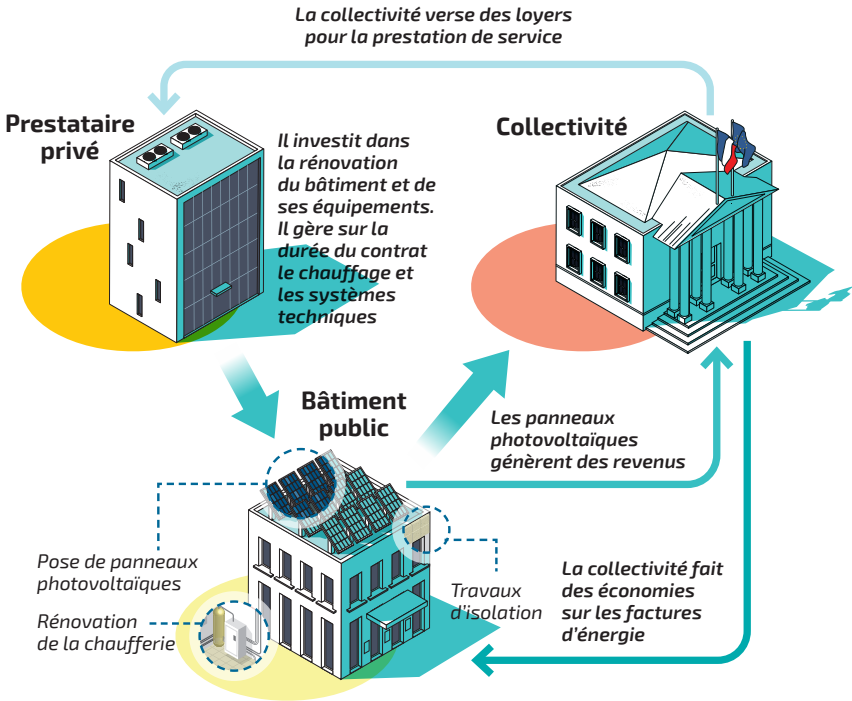 La collectivité verse des loyers
pour la prestation de service
Prestataire
privé
Il investit dans
la rénovation
du bâtiment et de
ses équipements.
Il gère sur la
durée du contrat
le chauffage et
les systèmes
techniques
Collectivité
Bâtiment
public
Les panneaux
photovoltaïques
génèrent des revenus
Pose de panneaux
photovoltaïques
Rénovation
de la chaufferie
Travaux
d'isolation
La collectivité fait
des économies
sur les factures
d'énergie